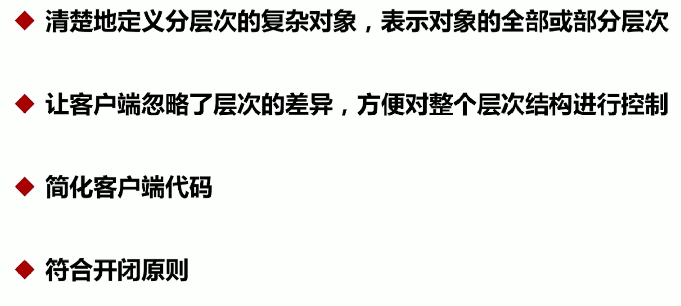 ◆ 清楚地定义分层次的复杂对象，表示对象的全部或部分层次
◆ 让客户端忽略了层次的差异，方便对整个层次结构进行控制
◆ 简化客户端代码
◆ 符合开闭原则